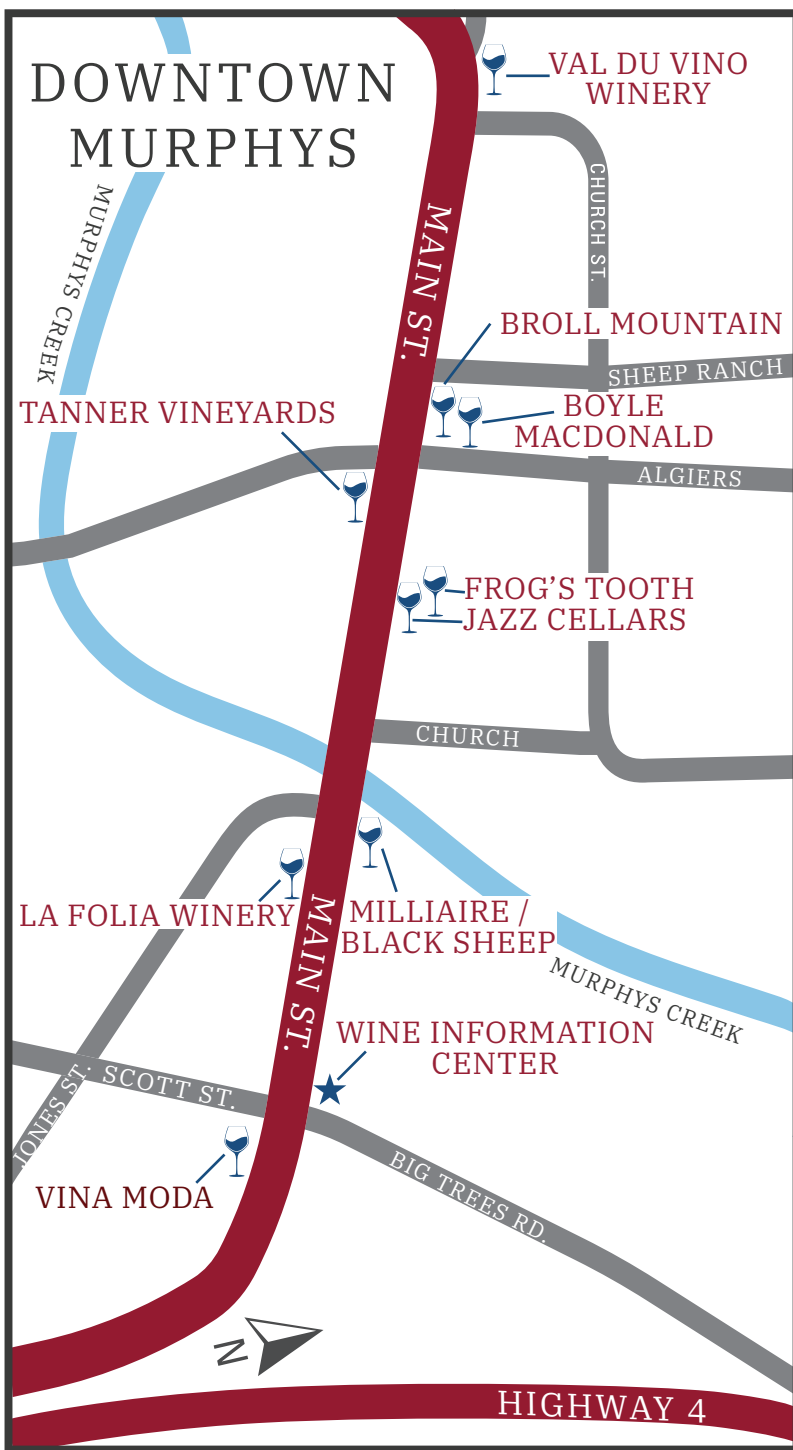 DOWNTOWN
MURPHYS
VAL DU VINO
WINERY
CHURCH ST.
MURPHYS CREEK
MAIN ST.
BROLL MOUNTAIN
SHEEP RANCH
TANNER VINEYARDS
BOYLE
MACDONALD
ALGIERS
FROG'S TOOTH
JAZZ CELLARS
CHURCH
LA FOLIA WINERY
MILLIAIRE /
BLACK SHEEP
MAIN ST.
MURPHYS CREEK
WINE INFORMATION
CENTER
JONES ST.
SCOTT ST.
BIG TREES RD.
VINA MODA
N
HIGHWAY 4